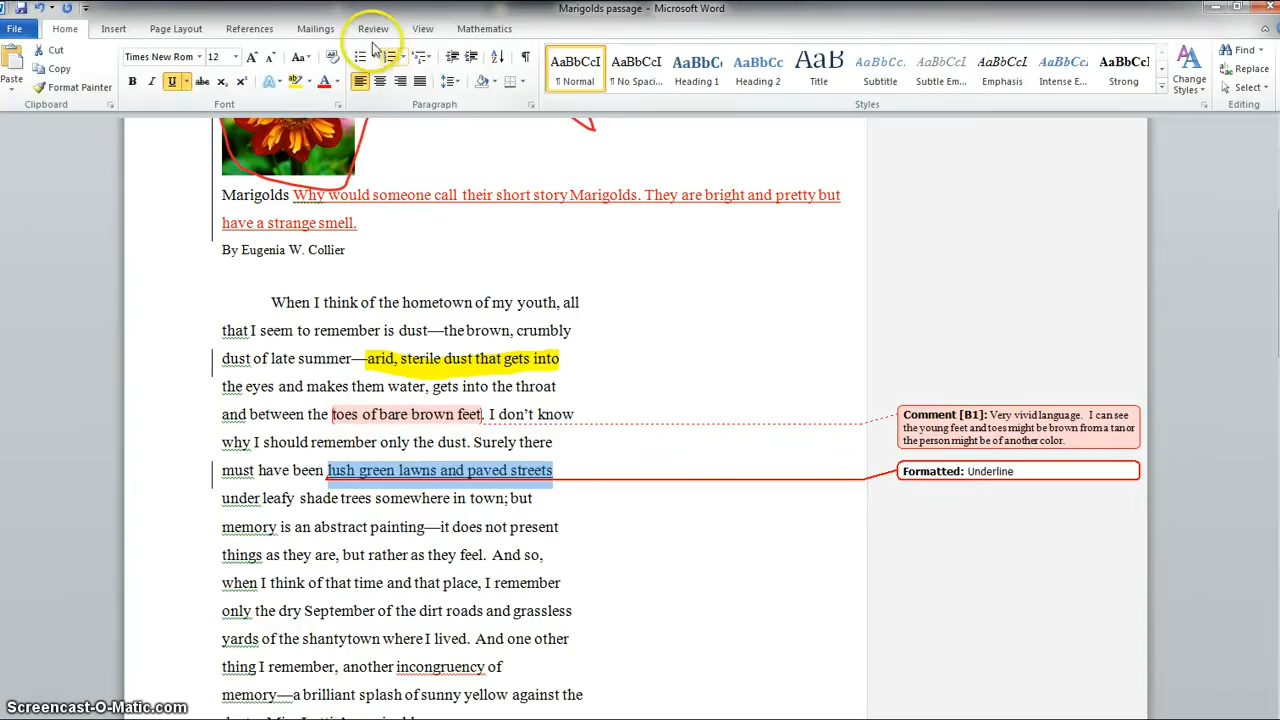 Marigolds passage - Microsoft Word
File Home Insert Page Layout References Mailings Review View Mathematics
Cut
Copy
Format Painter
Paste
Times New Rom 12
AaBbCcI AaBbCcI AaBbC AaBbCc AaB AaBbCcI AaBbCcI AaBbCcI AaBbCcI AaBbCc
¶ Normal ¶ No Spaci... Heading 1 Heading 2 Title Subtitle Subtle Em... Emphasis Intense E... Strong
Change
Styles
Find
Replace
Select
Clipboard Font Paragraph Styles Editing
Marigolds Why would someone call their short story Marigolds. They are bright and pretty but
have a strange smell.
By Eugenia W. Collier
When I think of the hometown of my youth, all
that I seem to remember is dust—the brown, crumbly
dust of late summer—arid, sterile dust that gets into
the eyes and makes them water, gets into the throat
and between the toes of bare brown feet. I don’t know
why I should remember only the dust. Surely there
must have been lush green lawns and paved streets
under leafy shade trees somewhere in town; but
memory is an abstract painting—it does not present
things as they are, but rather as they feel. And so,
when I think of that time and that place, I remember
only the dry September of the dirt roads and grassless
yards of the shantytown where I lived. And one other
thing I remember, another incongruency of
memory—a brilliant splash of sunny yellow against the
Comment [B1]: Very vivid language. I can see
the young feet and toes might be brown from a tan or
the person might be of another color.
Formatted: Underline
Screencast-O-Matic.com